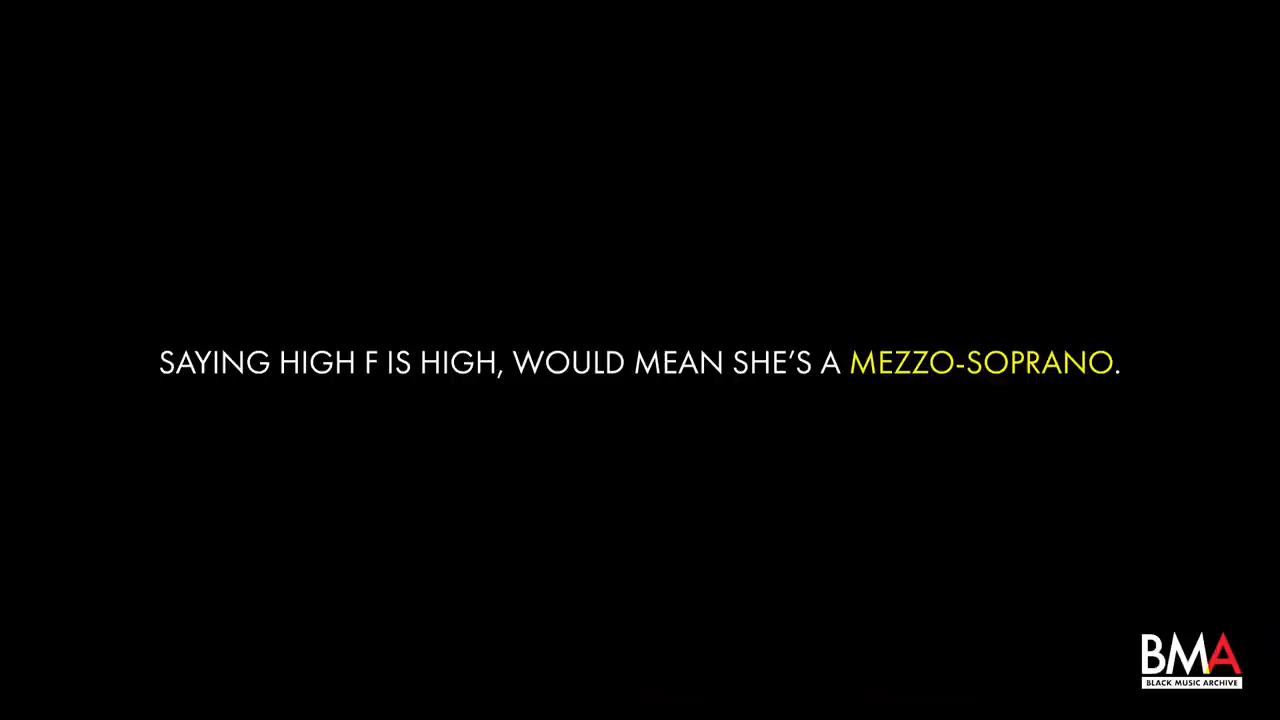 SAYING HIGH F IS HIGH, WOULD MEAN SHE’S A MEZZO-SOPRANO.
BMA
BLACK MUSIC ARCHIVE